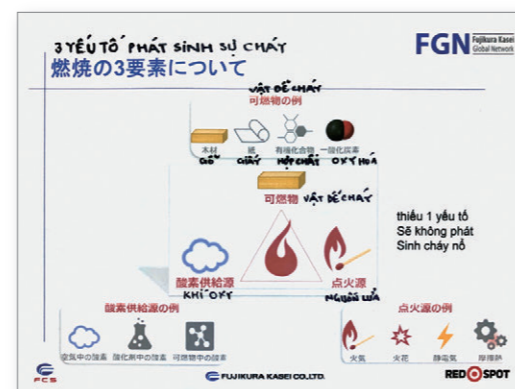 3 YẾU TỐ PHÁT SINH SỰ CHÁY
燃焼の3要素について
FGN Fujikura Kasei Global Network
VẬT DỄ CHÁY
可燃物の例
木材 紙 有機化合物 一酸化炭素
GỖ GIẤY HỢP CHẤT OXY HOÁ
可燃物 VẬT DỄ CHÁY
thiếu 1 yếu tố
Sẽ không phát
Sinh cháy nổ
酸素供給源 点火源
KHÍ OXY NGUỒN LỬA
酸素供給源の例 点火源の例
空気中の酸素 酸化剤中の酸素 可燃物中の酸素 火気 火花 静電気 摩擦熱
FCS FUJIKURA KASEI CO.,LTD. RED SPOT